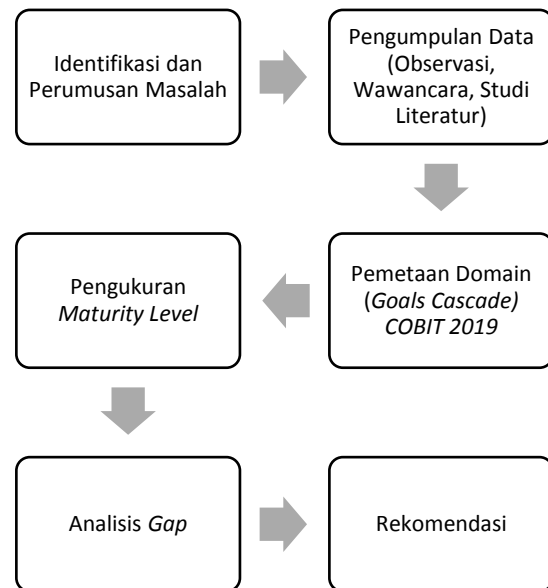 Identifikasi dan
Perumusan Masalah
Pengumpulan Data
(Observasi,
Wawancara, Studi
Literatur)
Pemetaan Domain
(Goals Cascade)
COBIT 2019
Pengukuran
Maturity Level
Analisis Gap
Rekomendasi